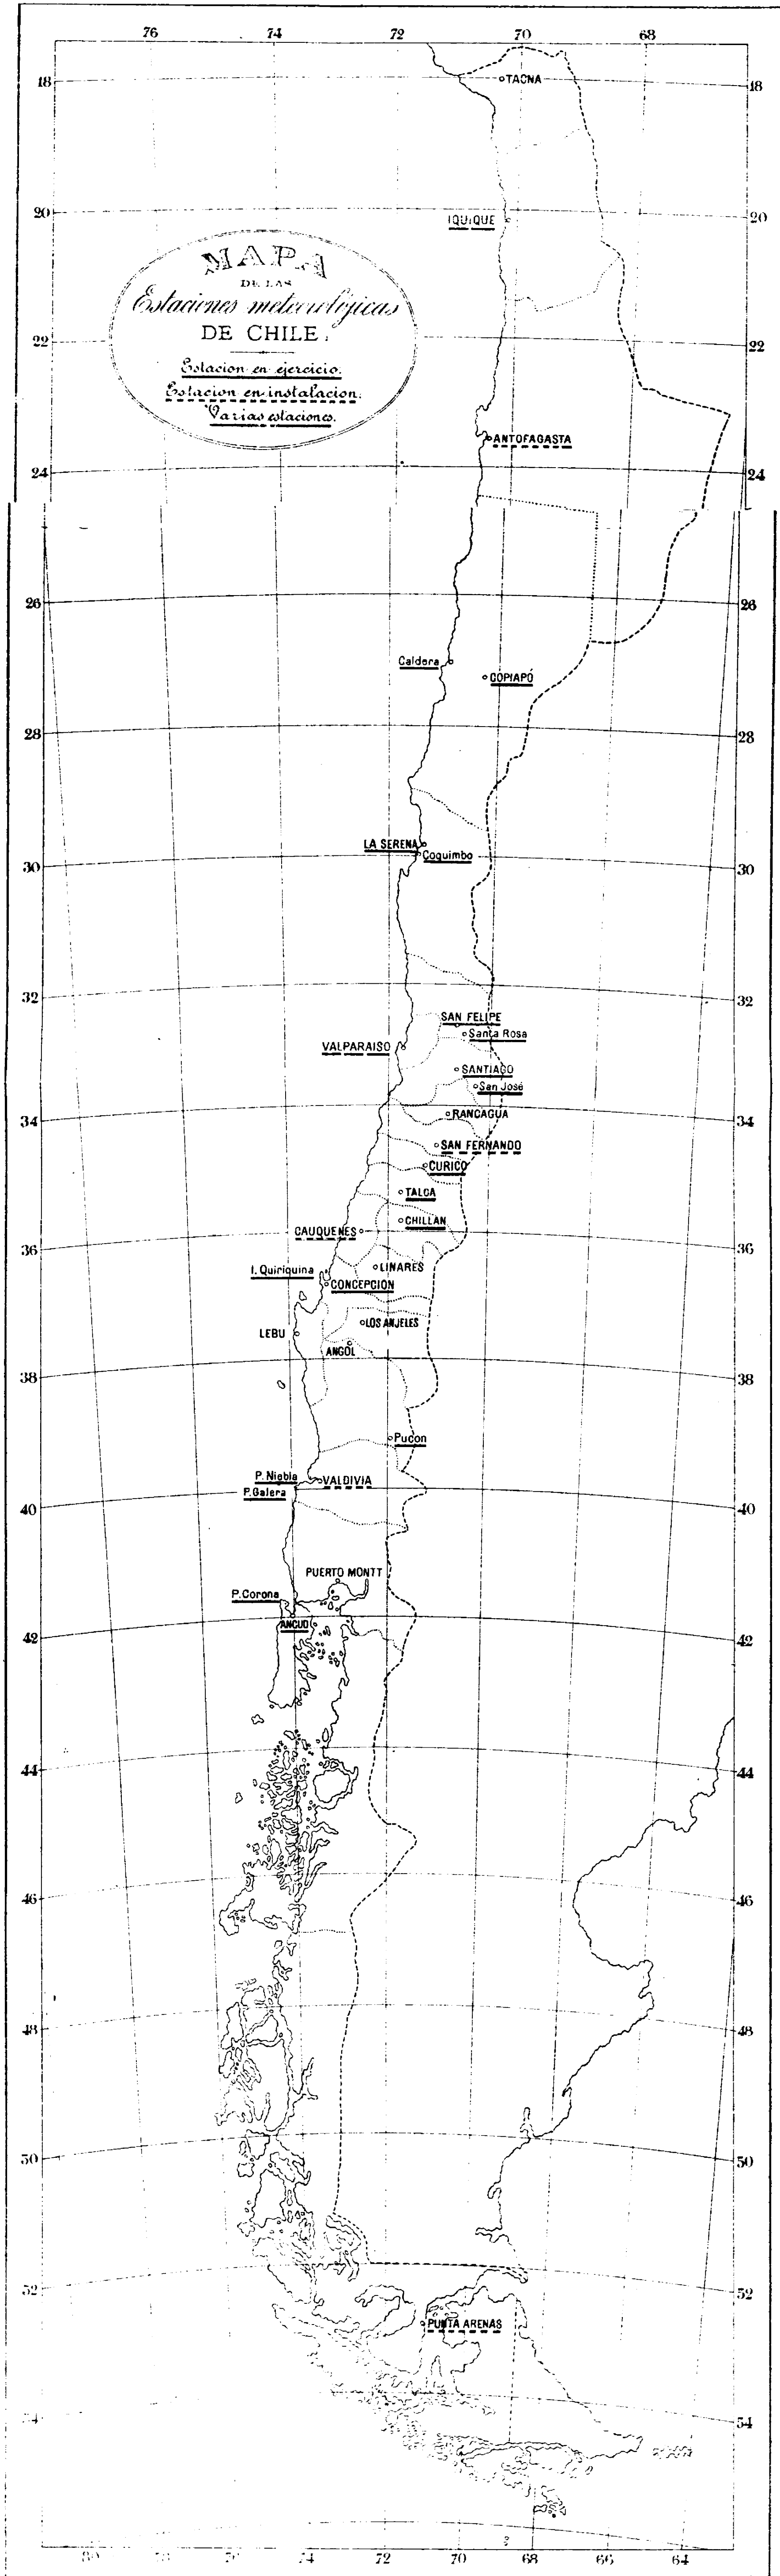 76 72 70 68
18 TACNA 18
20 IQUIQUE 20
MAPA
DE LAS
Estaciones meteorolójicas
DE CHILE.
Estacion en ejercicio.
Estacion en instalacion.
Varias estaciones.
22 22
ANTOFAGASTA
24 24
26 26
Caldera
COPIAPÓ
28 28
LA SERENA
Coquimbo
30 30
32 32
SAN FELIPE
Santa Rosa
VALPARAISO
SANTIAGO
San José
RANCAGUA
34 34
SAN FERNANDO
CURICO
TALCA
CHILLAN
CAUQUENES
36 36
I. Quiriquina
LINARES
CONCEPCION
LOS ANJELES
LEBU
ANGOL
38 38
Pucon
P. Niebla
VALDIVIA
P. Galera
40 40
PUERTO MONTT
P. Corona
ANCUD
42 42
44 44
46 46
48 48
50 50
52 52
PUNTA ARENAS
54 54
80 76 74 72 70 68 66 64